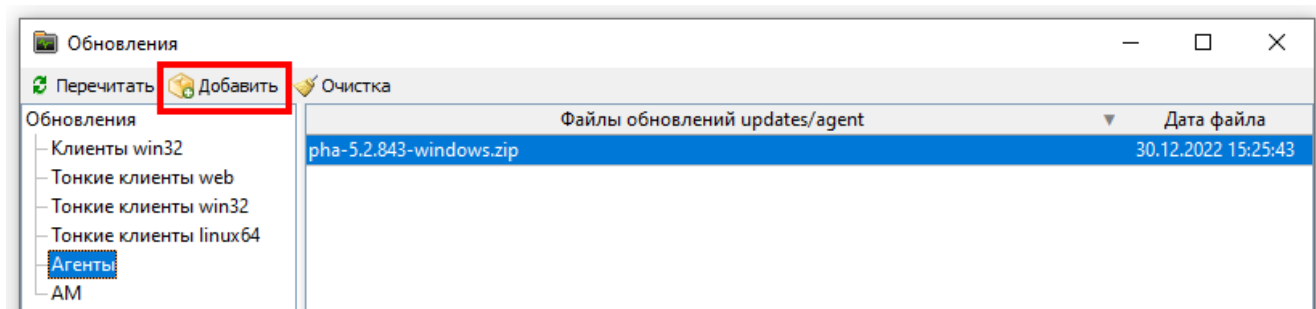 Обновления
Перечитать Добавить Очистка
Обновления
Клиенты win32
Тонкие клиенты web
Тонкие клиенты win32
Тонкие клиенты linux64
Агенты
АМ
Файлы обновлений updates/agent Дата файла
pha-5.2.843-windows.zip 30.12.2022 15:25:43